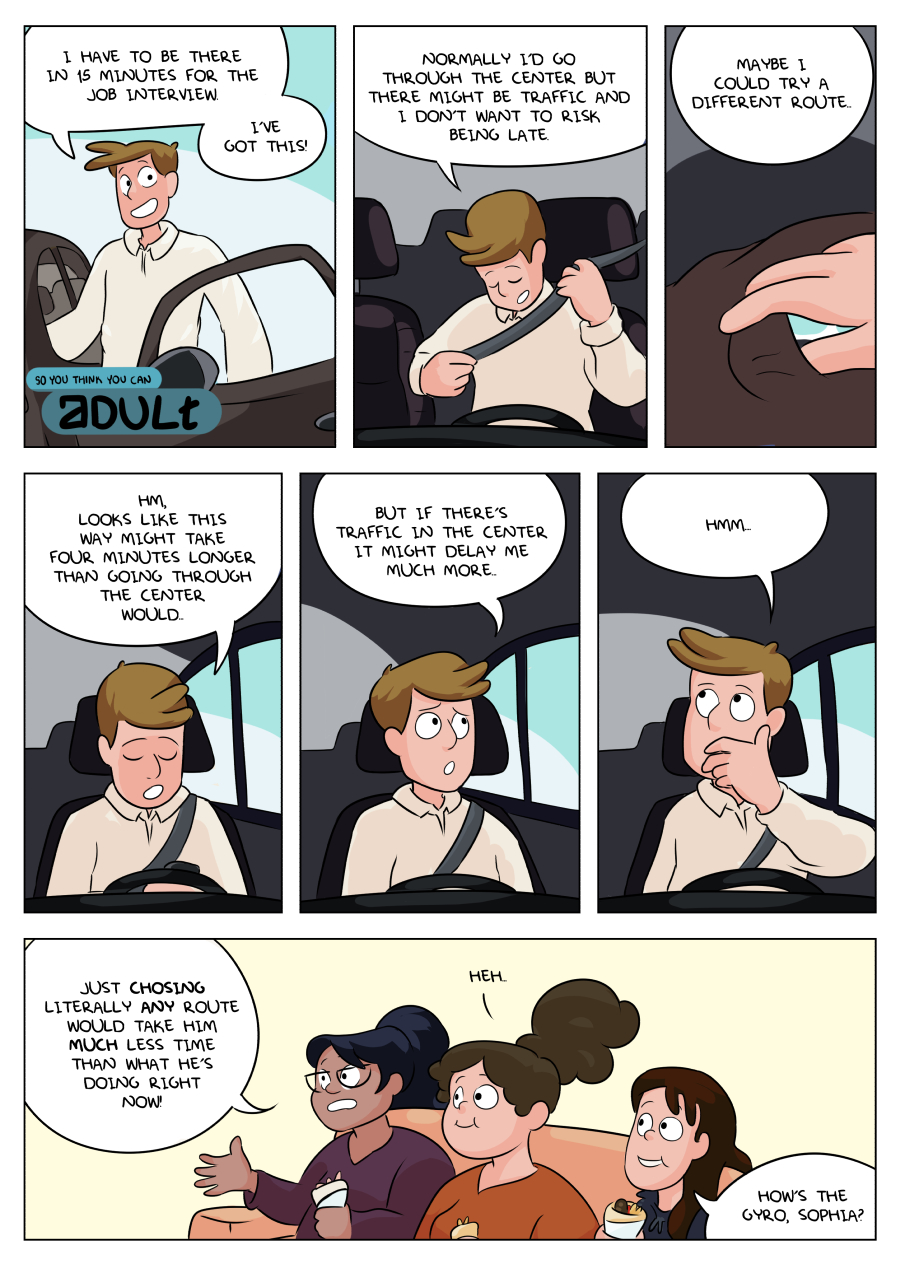 I HAVE TO BE THERE
IN 15 MINUTES FOR THE
JOB INTERVIEW.
I'VE
GOT THIS!
SO YOU THINK YOU CAN
ADULt
NORMALLY I'D GO
THROUGH THE CENTER BUT
THERE MIGHT BE TRAFFIC AND
I DON'T WANT TO RISK
BEING LATE.
MAYBE I
COULD TRY A
DIFFERENT ROUTE..
HM,
LOOKS LIKE THIS
WAY MIGHT TAKE
FOUR MINUTES LONGER
THAN GOING THROUGH
THE CENTER
WOULD..
BUT IF THERE'S
TRAFFIC IN THE CENTER
IT MIGHT DELAY ME
MUCH MORE..
HMM...
JUST CHOSING
LITERALLY ANY ROUTE
WOULD TAKE HIM
MUCH LESS TIME
THAN WHAT HE'S
DOING RIGHT
NOW!
HEH..
HOW'S THE
GYRO, SOPHIA?